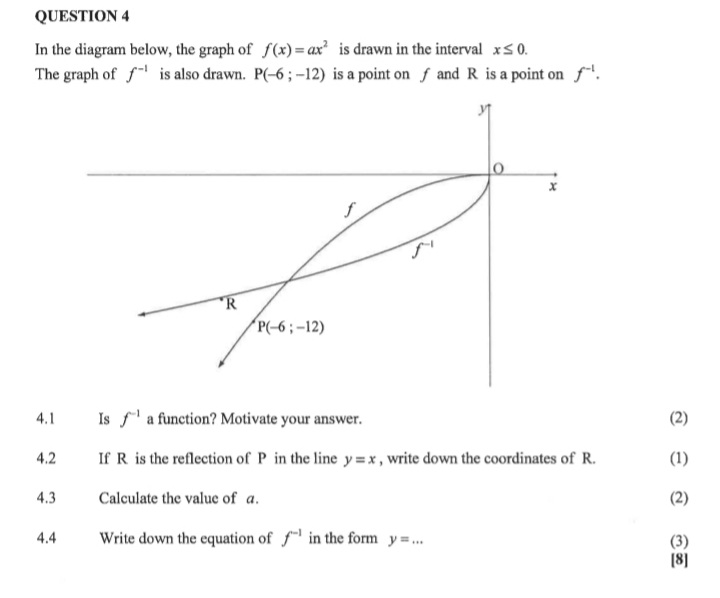 QUESTION 4
In the diagram below, the graph of f(x) = ax² is drawn in the interval x ≤ 0.
The graph of f⁻¹ is also drawn. P(–6 ; –12) is a point on f and R is a point on f⁻¹.
y
O
x
f
f⁻¹
R
P(–6 ; –12)
4.1 Is f⁻¹ a function? Motivate your answer. (2)
4.2 If R is the reflection of P in the line y = x, write down the coordinates of R. (1)
4.3 Calculate the value of a. (2)
4.4 Write down the equation of f⁻¹ in the form y = ... (3)
[8]